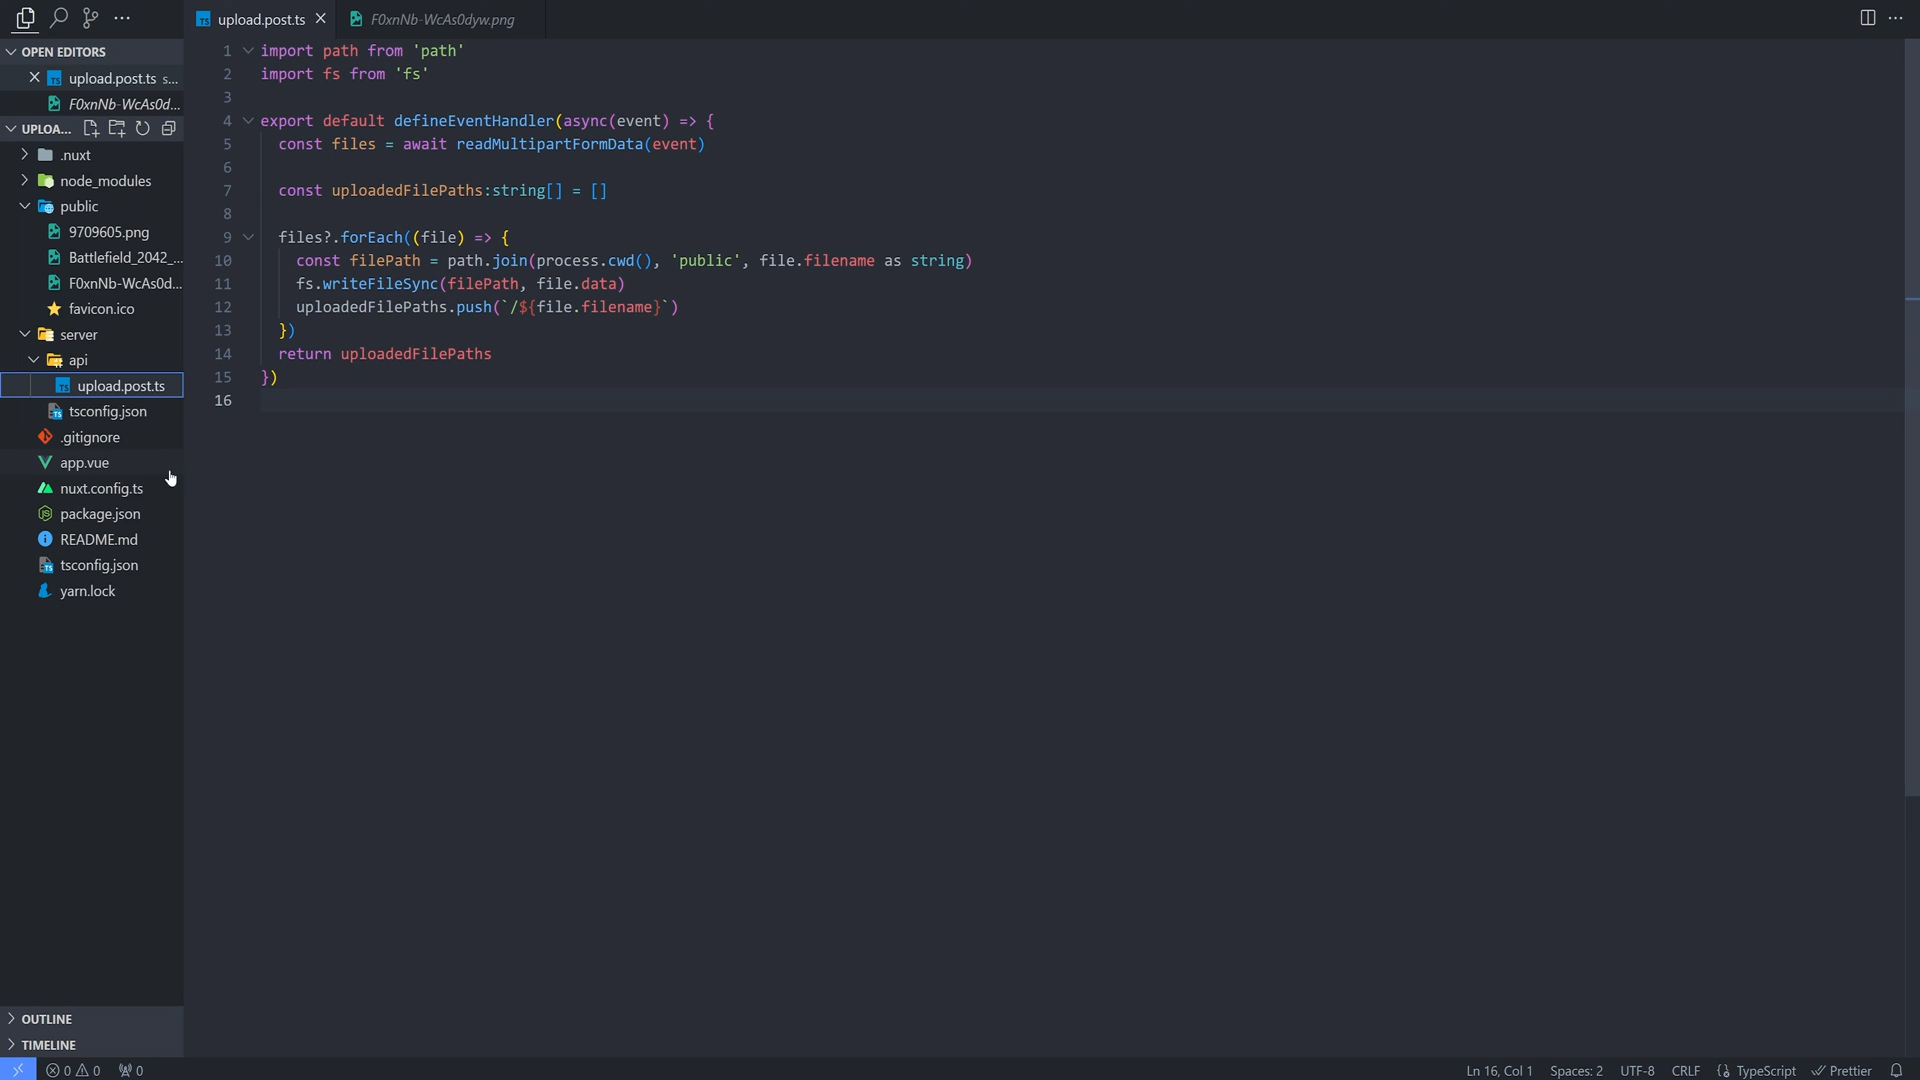 upload.post.ts
F0xnNb-WcAs0dyw.png
OPEN EDITORS
upload.post.ts s...
F0xnNb-WcAs0d...
UPLOA...
.nuxt
node_modules
public
9709605.png
Battlefield_2042_...
F0xnNb-WcAs0d...
favicon.ico
server
api
upload.post.ts
tsconfig.json
.gitignore
app.vue
nuxt.config.ts
package.json
README.md
tsconfig.json
yarn.lock
OUTLINE
TIMELINE
1 import path from 'path'
2 import fs from 'fs'
3
4 export default defineEventHandler(async(event) => {
5 const files = await readMultipartFormData(event)
6
7 const uploadedFilePaths:string[] = []
8
9 files?.forEach((file) => {
10 const filePath = path.join(process.cwd(), 'public', file.filename as string)
11 fs.writeFileSync(filePath, file.data)
12 uploadedFilePaths.push(`/${file.filename}`)
13 })
14 return uploadedFilePaths
15 })
16
0 0 0 Ln 16, Col 1 Spaces: 2 UTF-8 CRLF TypeScript Prettier